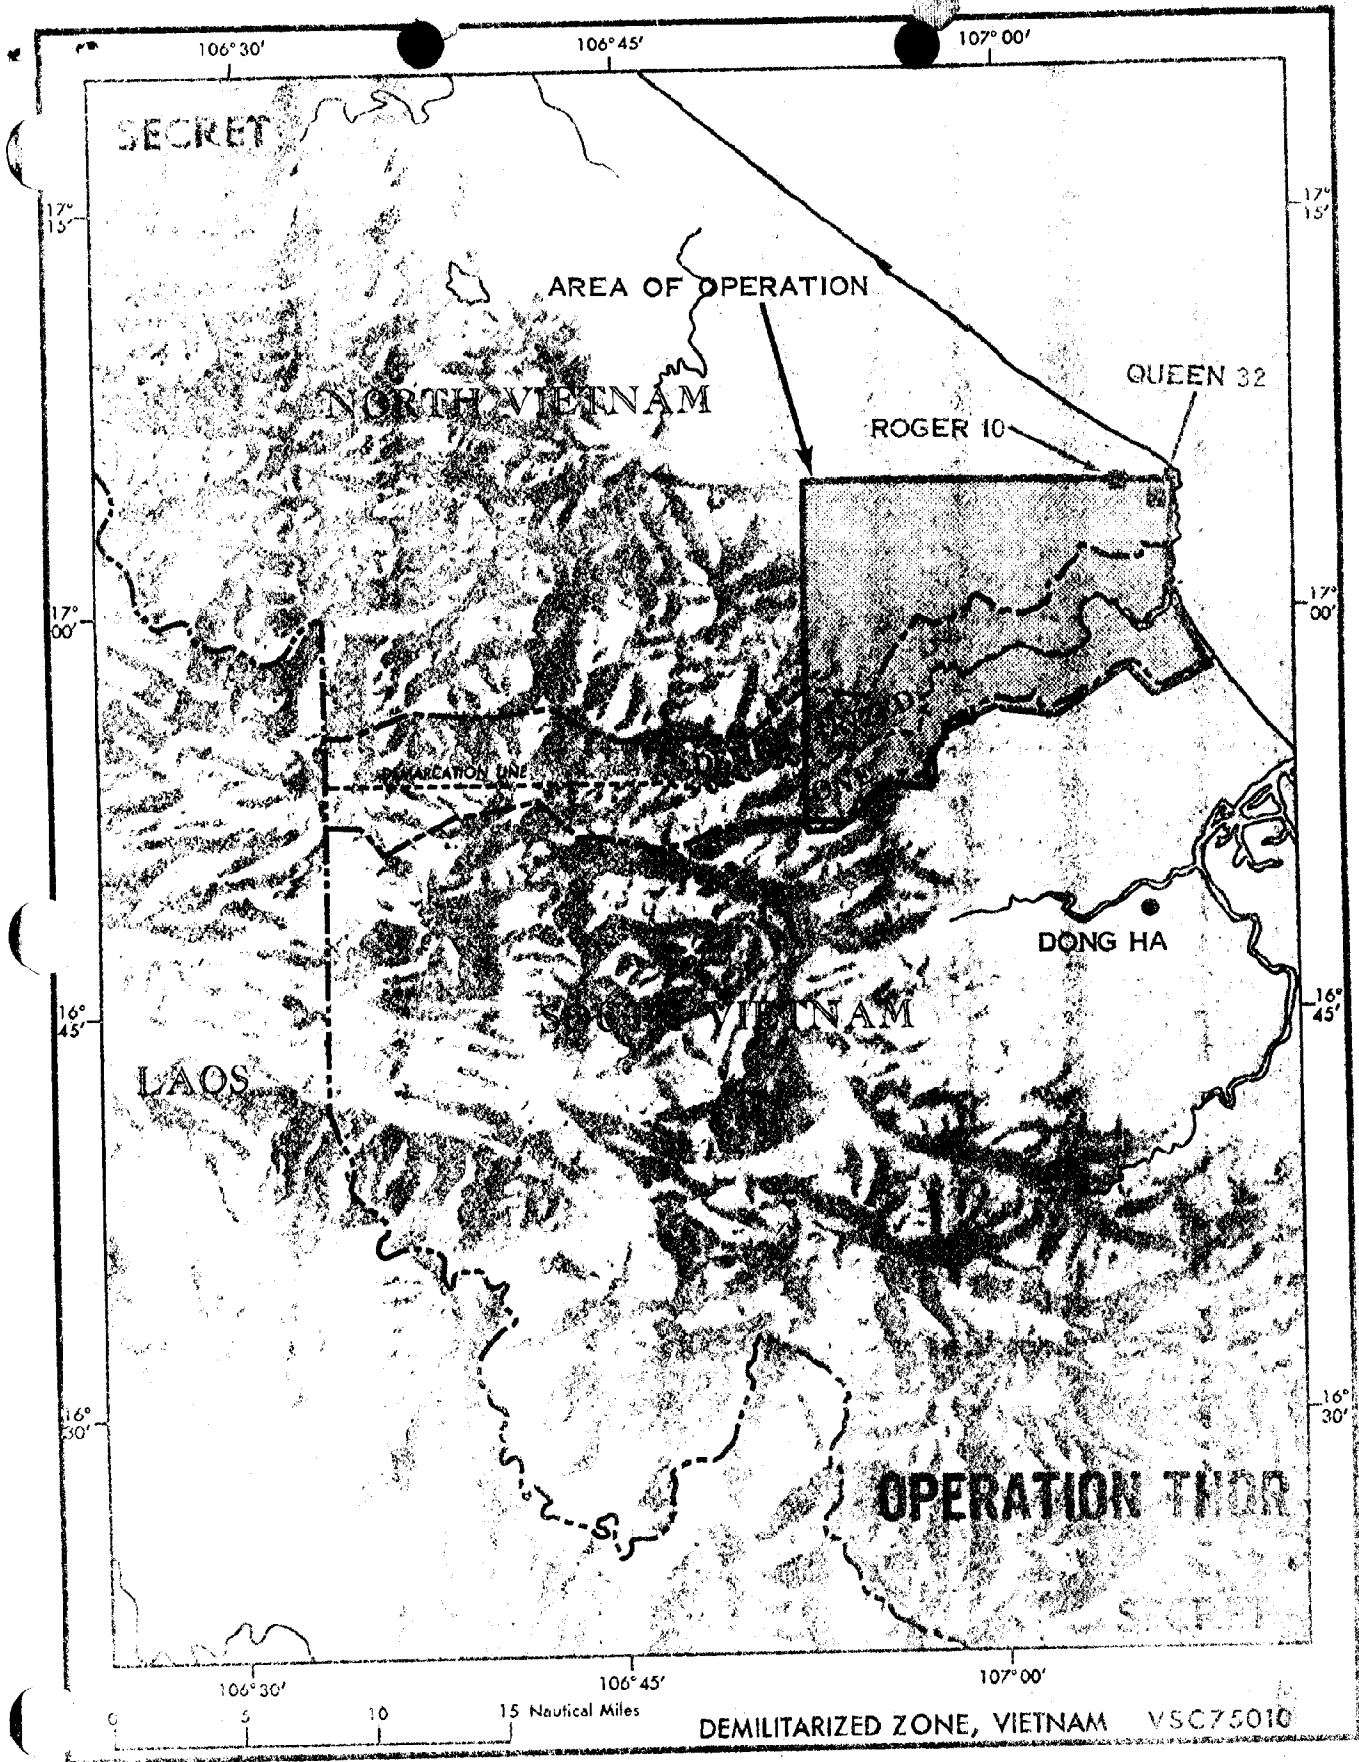 106°30′
106°45′
107°00′
SECRET
17°
15′
17°
15′
AREA OF OPERATION
QUEEN 32
NORTH VIETNAM
ROGER 10
17°
00′
17°
00′
DEMILITARIZED
DEMARCATION LINE
ZONE
DONG HA
16°
45′
SOUTH VIETNAM
16°
45′
LAOS
16°
30′
16°
30′
OPERATION THOR
SECRET
106°30′
106°45′
107°00′
0 5 10 15 Nautical Miles
DEMILITARIZED ZONE, VIETNAM VSC75010